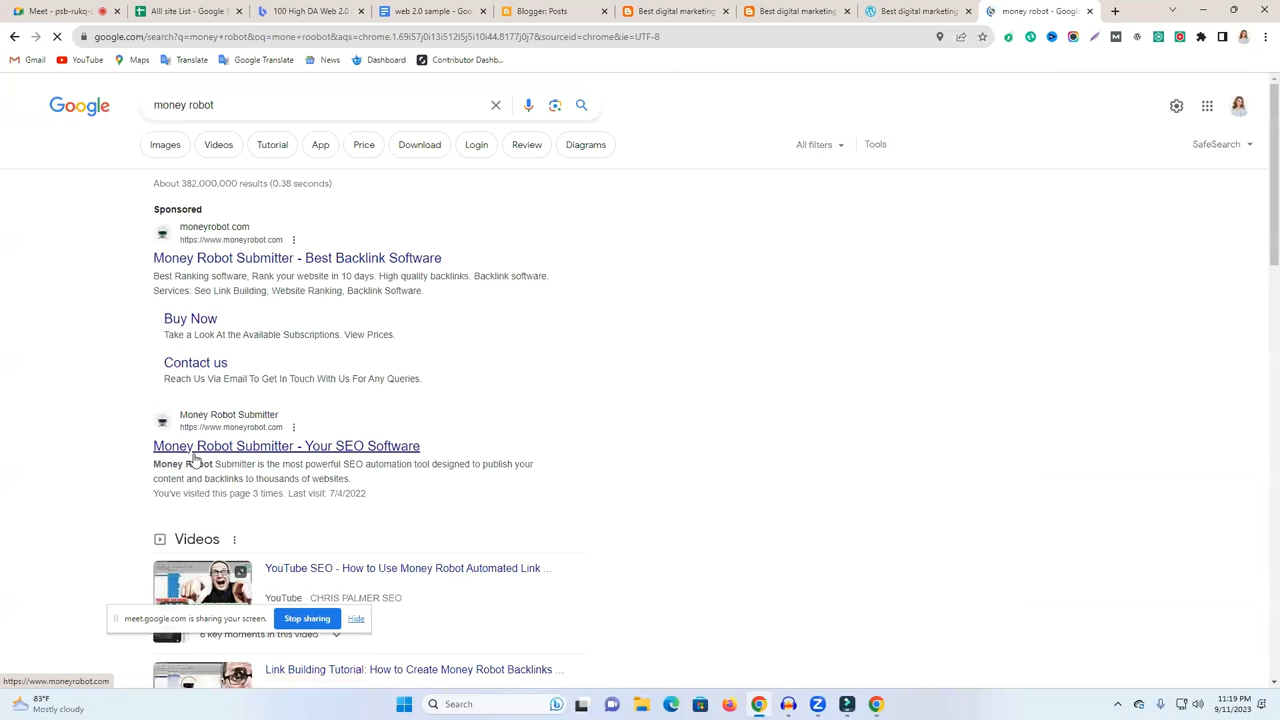 Meet - psb-rukq-
All site List - Google S
100 High DA Web 2.0
web 2.0 sample - Goo
Blogger: Posts
Best digital marketing
Best digital marketing
Best digital marketing
money robot - Google
google.com/search?q=money+robot&oq=money+roobot&aqs=chrome.1.69i57j0i13i512l5j5i10i44.8177j0j7&sourceid=chrome&ie=UTF-8
Gmail YouTube Maps Translate Google Translate News Dashboard Contributor Dashb...
Google
money robot
Images Videos Tutorial App Price Download Login Review Diagrams All filters Tools SafeSearch
About 382,000,000 results (0.38 seconds)
Sponsored
moneyrobot.com
https://www.moneyrobot.com
Money Robot Submitter - Best Backlink Software
Best Ranking software, Rank your website in 10 days. High quality backlinks. Backlink software.
Services: Seo Link Building, Website Ranking, Backlink Software.
Buy Now
Take a Look At the Available Subscriptions. View Prices.
Contact us
Reach Us Via Email To Get In Touch With Us For Any Queries.
Money Robot Submitter
https://www.moneyrobot.com
Money Robot Submitter - Your SEO Software
Money Robot Submitter is the most powerful SEO automation tool designed to publish your
content and backlinks to thousands of websites.
You've visited this page 3 times. Last visit: 7/4/2022
Videos
YouTube SEO - How to Use Money Robot Automated Link ...
YouTube · CHRIS PALMER SEO
meet.google.com is sharing your screen. Stop sharing Hide
6 key moments in this video
Link Building Tutorial: How to Create Money Robot Backlinks ...
https://www.moneyrobot.com
83°F
Mostly cloudy
Search
11:19 PM
9/11/2023